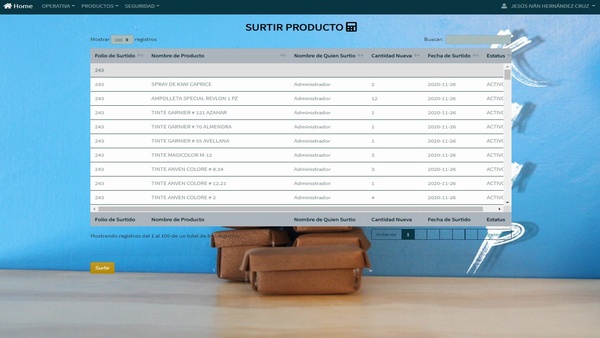 Home OPERATIVA PRODUCTOS SEGURIDAD JESÚS IVÁN HERNÁNDEZ CRUZ
SURTIR PRODUCTO
Mostrar 100 registros Buscar:
Folio de Surtido Nombre de Producto Nombre de Quien Surtio Cantidad Nueva Fecha de Surtido Estatus
243
243 SPRAY DE KIWI CAPRICE Administrador 2 2020-11-26 ACTIVO
243 AMPOLLETA SPECIAL REVLON 1 PZ Administrador 12 2020-11-26 ACTIVO
243 TINTE GARNIER # 121 AZAHAR Administrador 1 2020-11-26 ACTIVO
243 TINTE GARNIER # 70 ALMENDRA Administrador 1 2020-11-26 ACTIVO
243 TINTE GARNIER # 53 AVELLANA Administrador 1 2020-11-26 ACTIVO
243 TINTE MAGICOLOR M-12 Administrador 3 2020-11-26 ACTIVO
243 TINTE ANVEN COLORE # 8.24 Administrador 3 2020-11-26 ACTIVO
243 TINTE ANVEN COLORE # 12.21 Administrador 1 2020-11-26 ACTIVO
243 TINTE ANVEN COLORE # 2 Administrador 4 2020-11-26 ACTIVO
Folio de Surtido Nombre de Producto Nombre de Quien Surtio Cantidad Nueva Fecha de Surtido Estatus
Mostrando registros del 1 al 100 de un total de registros
Anterior 1
Surtir